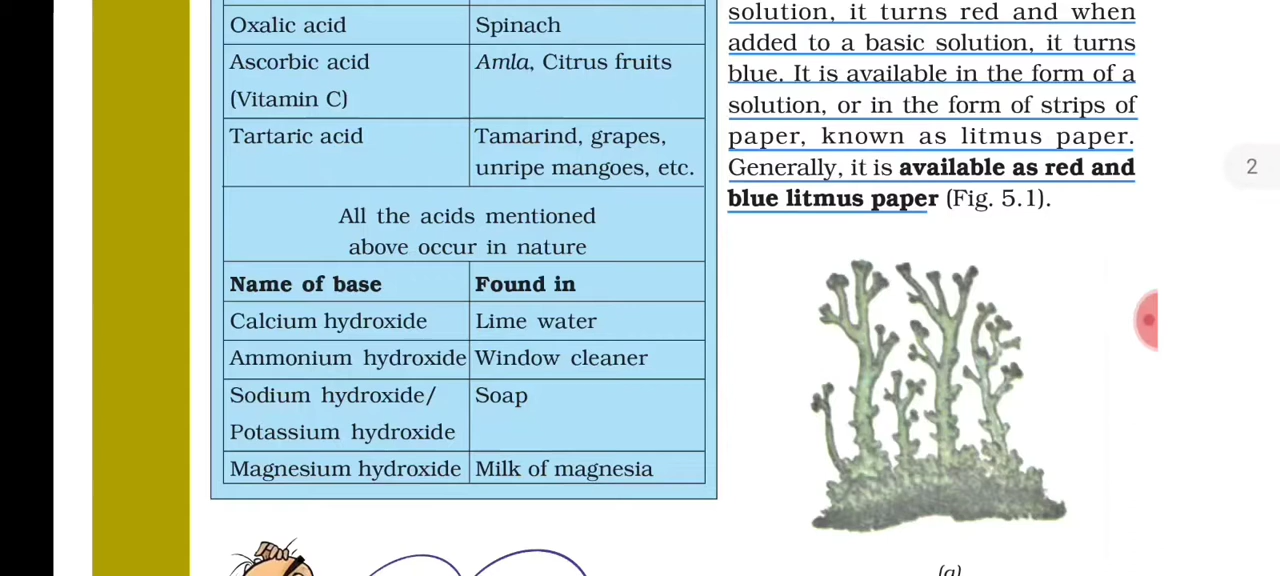 Oxalic acid
Spinach
Ascorbic acid
(Vitamin C)
Amla, Citrus fruits
Tartaric acid
Tamarind, grapes,
unripe mangoes, etc.
All the acids mentioned
above occur in nature
Name of base
Found in
Calcium hydroxide
Lime water
Ammonium hydroxide
Window cleaner
Sodium hydroxide/
Potassium hydroxide
Soap
Magnesium hydroxide
Milk of magnesia
solution, it turns red and when
added to a basic solution, it turns
blue. It is available in the form of a
solution, or in the form of strips of
paper, known as litmus paper.
Generally, it is available as red and
blue litmus paper (Fig. 5.1).
(a)
2